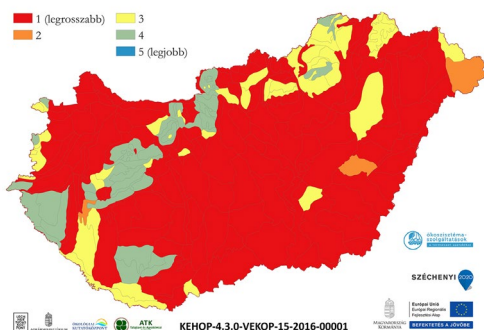 1 (legrosszabb)
2
3
4
5 (legjobb)
ökoszisztéma-
szolgáltatások
SZÉCHENYI 2020
ATK
KEHOP-4.3.0-VEKOP-15-2016-00001
MAGYARORSZÁG
KORMÁNYA
Európai Unió
Európai Regionális
Fejlesztési Alap
BEFEKTETÉS A JÖVŐBE